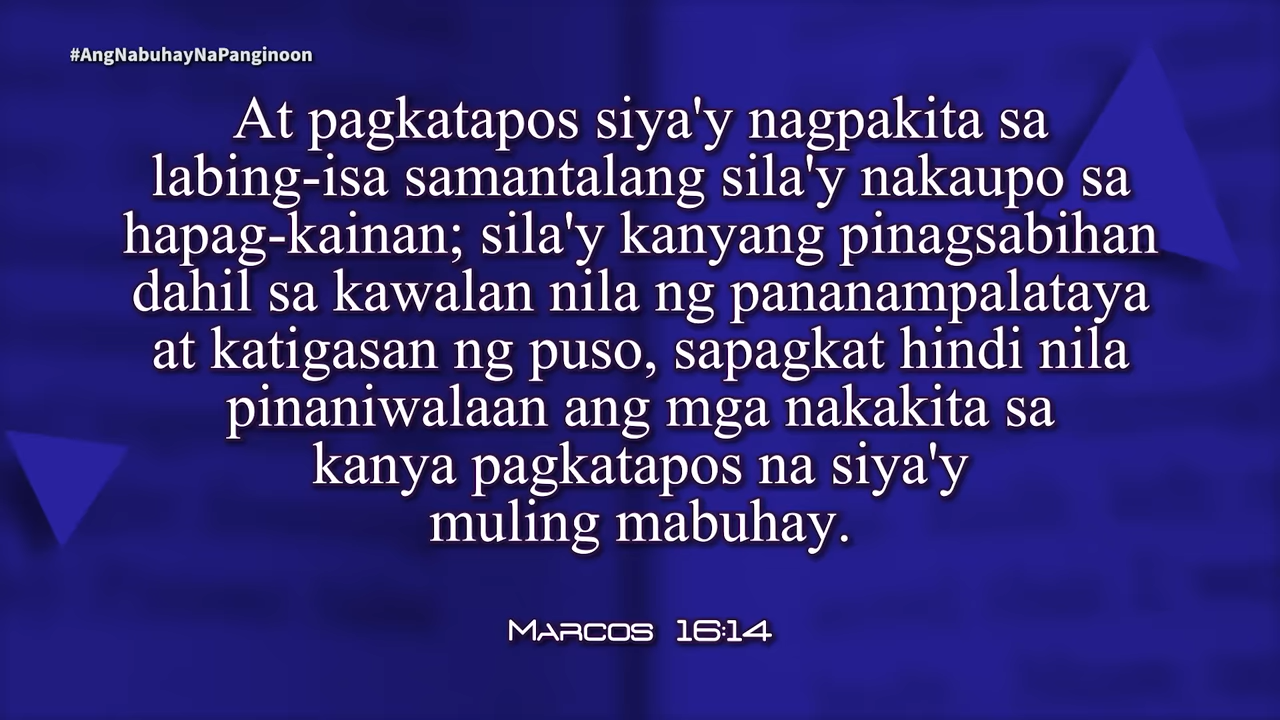 #AngNabuhayNaPanginoon
At pagkatapos siya'y nagpakita sa
labing-isa samantalang sila'y nakaupo sa
hapag-kainan; sila'y kanyang pinagsabihan
dahil sa kawalan nila ng pananampalataya
at katigasan ng puso, sapagkat hindi nila
pinaniwalaan ang mga nakakita sa
kanya pagkatapos na siya'y
muling mabuhay.
Marcos 16:14